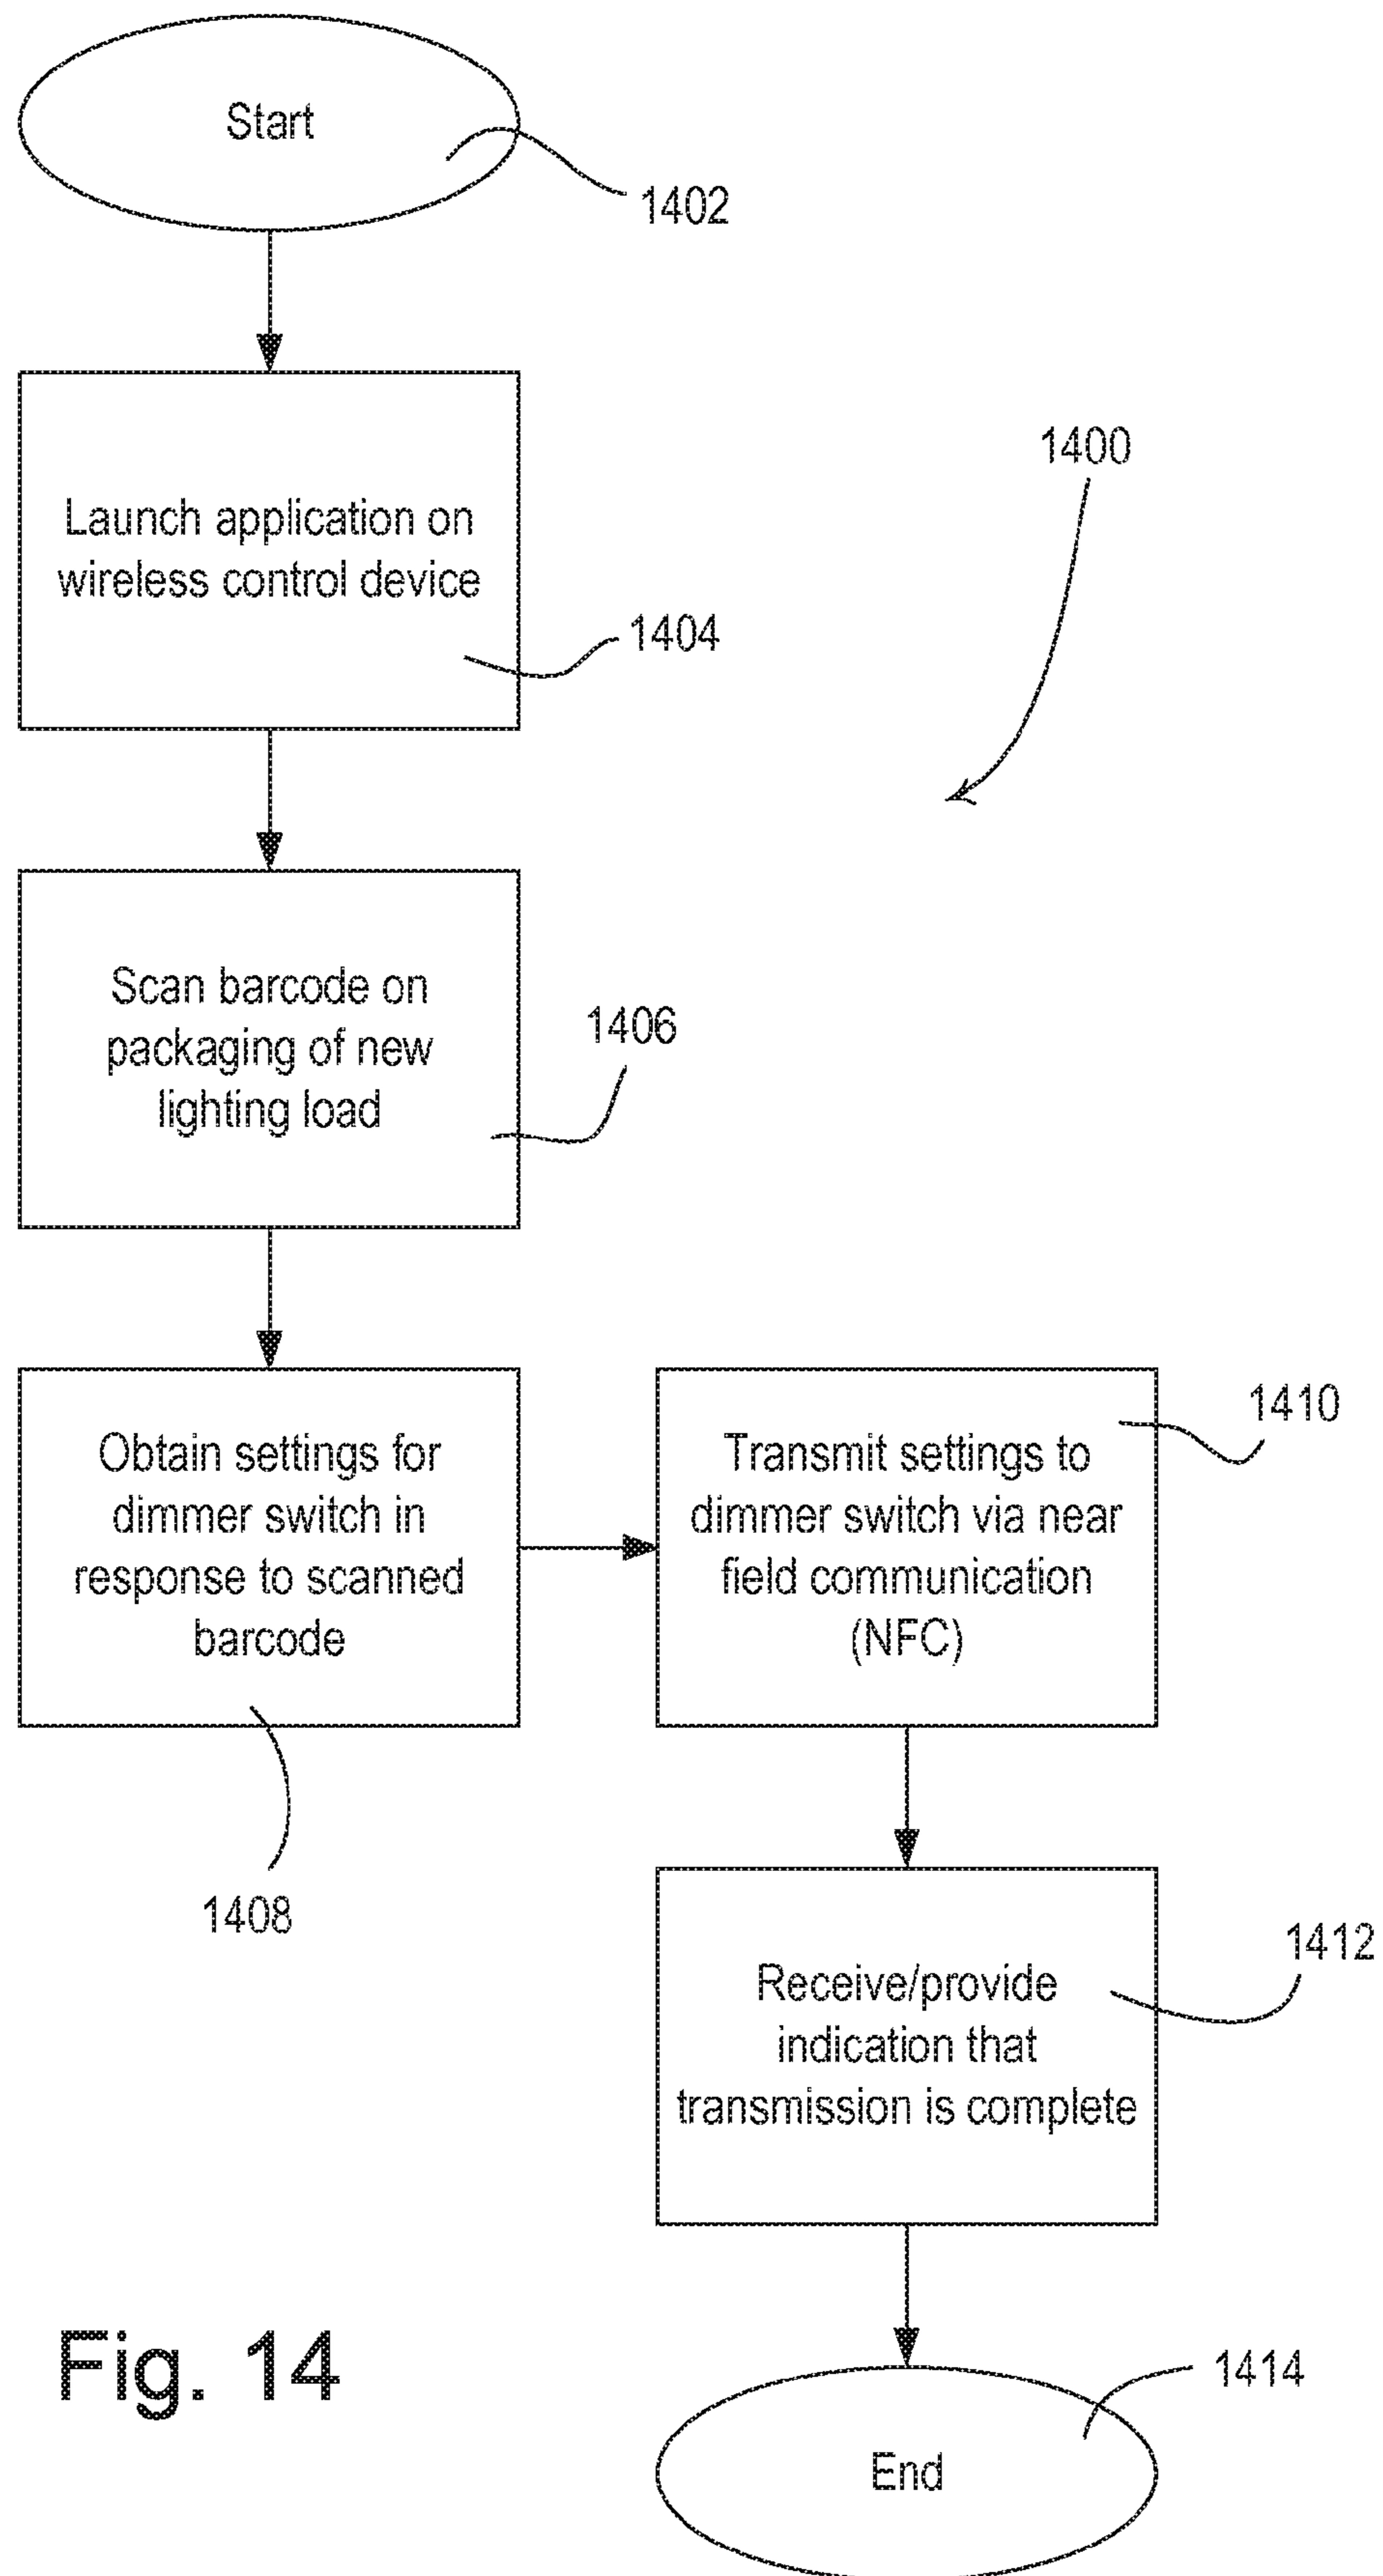 Start
1402
1400
Launch application on
wireless control device
1404
Scan barcode on
packaging of new
lighting load
1406
Obtain settings for
dimmer switch in
response to scanned
barcode
1408
Transmit settings to
dimmer switch via near
field communication
(NFC)
1410
Receive/provide
indication that
transmission is complete
1412
End
1414
Fig. 14